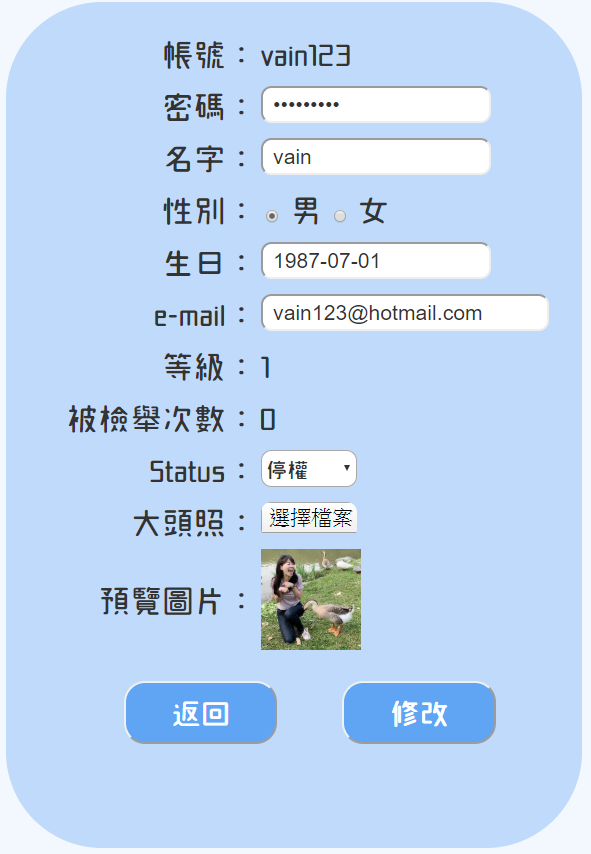 帳號：vain123
密碼：•••••••••
名字：vain
性別：男 女
生日：1987-07-01
e-mail：vain123@hotmail.com
等級：1
被檢舉次數：0
Status：停權
大頭照：選擇檔案
預覽圖片：
返回 修改